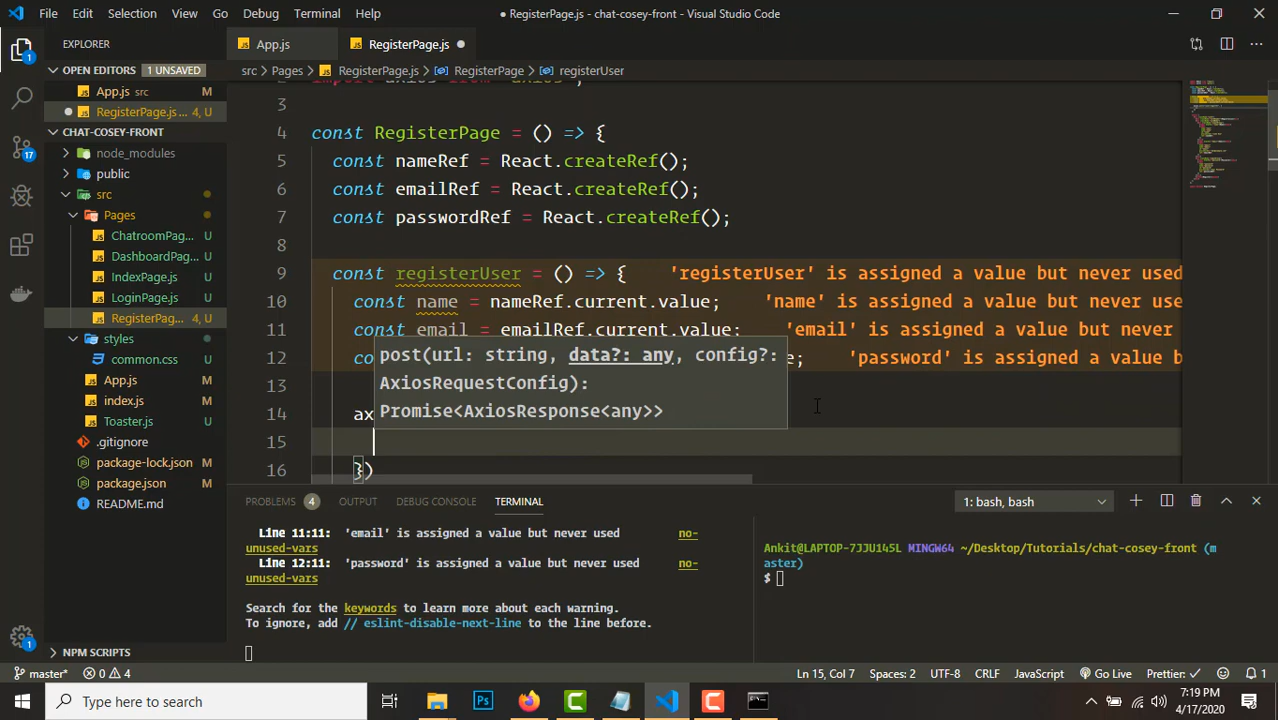 File Edit Selection View Go Debug Terminal Help
● RegisterPage.js - chat-cosey-front - Visual Studio Code
EXPLORER
App.js
RegisterPage.js ●
OPEN EDITORS 1 UNSAVED
src > Pages > RegisterPage.js > RegisterPage > registerUser
App.js src M
RegisterPage.js ... 4, U
CHAT-COSEY-FRONT
node_modules
public
src
Pages
ChatroomPag... U
DashboardPag... U
IndexPage.js U
LoginPage.js U
RegisterPag... 4, U
styles
common.css U
App.js M
index.js M
Toaster.js U
.gitignore
package-lock.json M
package.json M
README.md
NPM SCRIPTS
2 import axios from "axios";
3
4 const RegisterPage = () => {
5 const nameRef = React.createRef();
6 const emailRef = React.createRef();
7 const passwordRef = React.createRef();
8
9 const registerUser = () => { 'registerUser' is assigned a value but never used
10 const name = nameRef.current.value; 'name' is assigned a value but never use
11 const email = emailRef.current.value; 'email' is assigned a value but never
12 co e; 'password' is assigned a value b
13
14 ax
15
16 })
post(url: string, data?: any, config?:
AxiosRequestConfig):
Promise<AxiosResponse<any>>
PROBLEMS 4 OUTPUT DEBUG CONSOLE TERMINAL
1: bash, bash
Line 11:11: 'email' is assigned a value but never used no-
unused-vars
Line 12:11: 'password' is assigned a value but never used no-
unused-vars
Search for the keywords to learn more about each warning.
To ignore, add // eslint-disable-next-line to the line before.
Ankit@LAPTOP-7JJU145L MINGW64 ~/Desktop/Tutorials/chat-cosey-front (m
aster)
$
17
1
1
master* 0 4
Ln 15, Col 7 Spaces: 2 UTF-8 CRLF JavaScript Go Live Prettier: ✓ 1
Type here to search
Ps
7:19 PM
4/17/2020